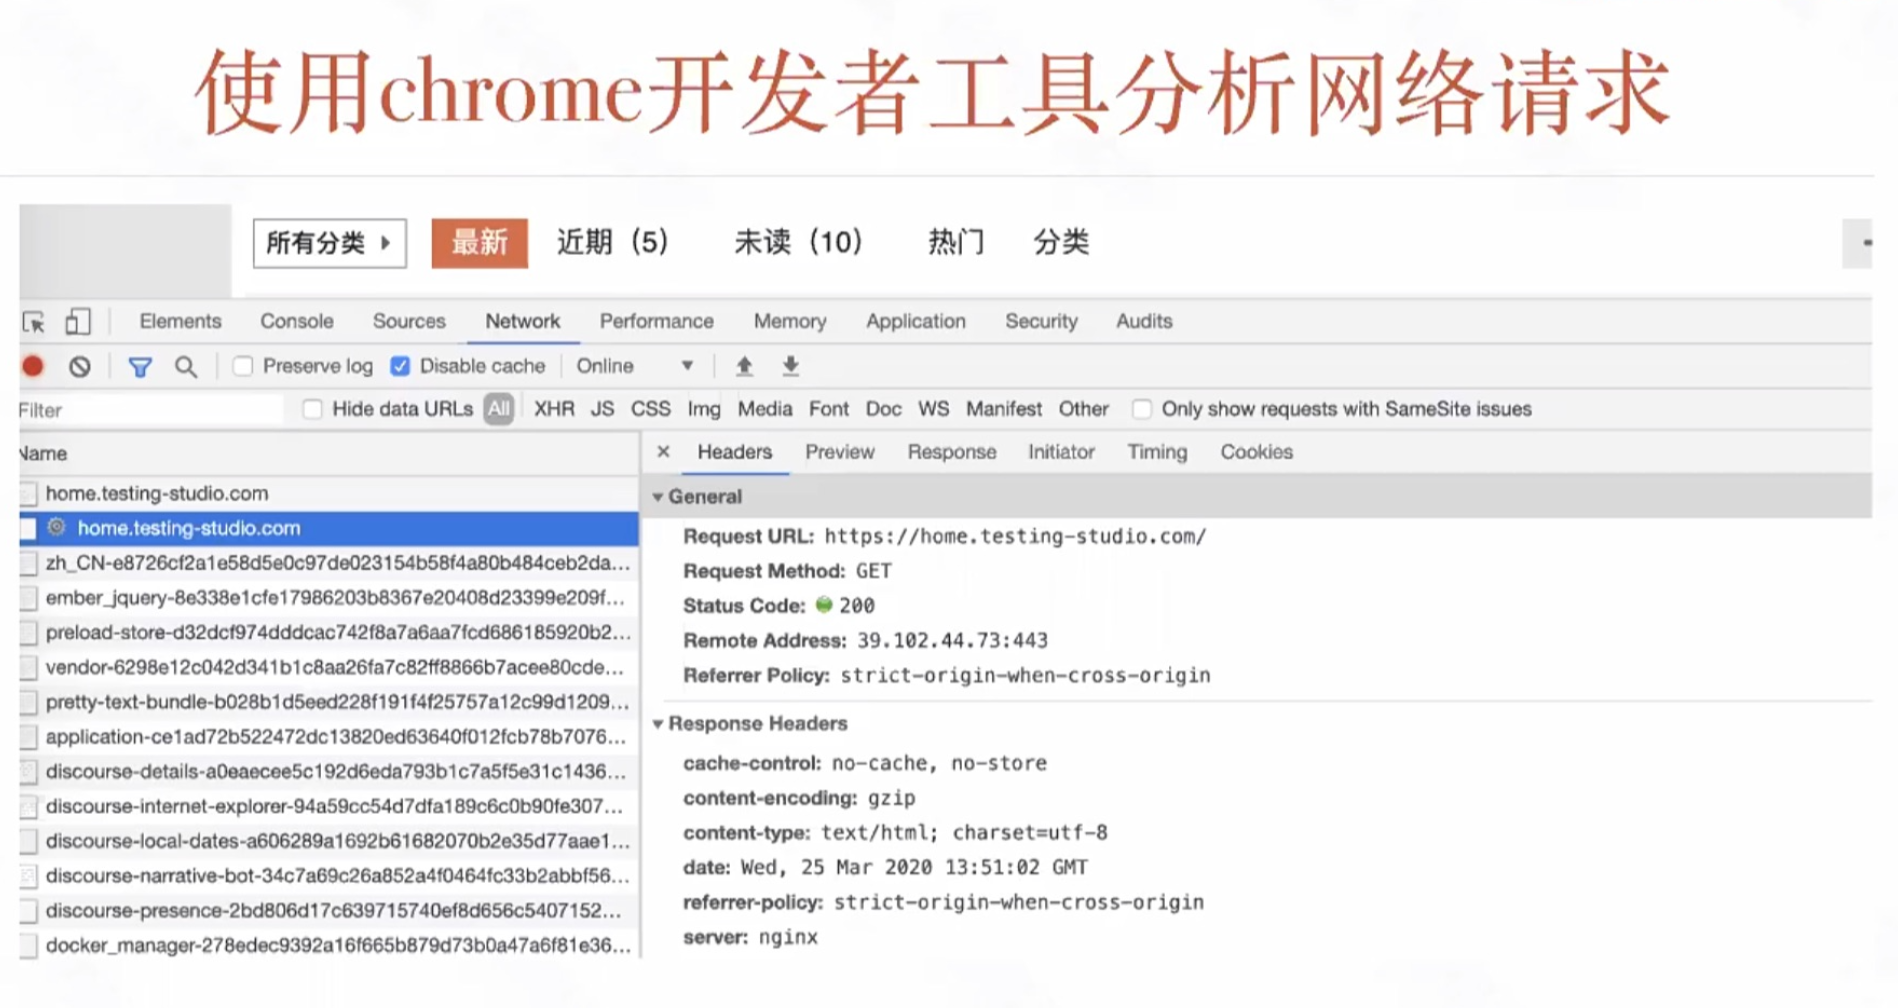 使用chrome开发者工具分析网络请求
所有分类 最新 近期（5） 未读（10） 热门 分类
Elements Console Sources Network Performance Memory Application Security Audits
Preserve log Disable cache Online
Filter Hide data URLs All XHR JS CSS Img Media Font Doc WS Manifest Other Only show requests with SameSite issues
Name
Headers Preview Response Initiator Timing Cookies
home.testing-studio.com
home.testing-studio.com
zh_CN-e8726cf2a1e58d5e0c97de023154b58f4a80b484ceb2da...
ember_jquery-8e338e1cfe17986203b8367e20408d23399e209f...
preload-store-d32dcf974dddcac742f8a7a6aa7fcd686185920b2...
vendor-6298e12c042d341b1c8aa26fa7c82ff8866b7acee80cde...
pretty-text-bundle-b028b1d5eed228f191f4f25757a12c99d1209...
application-ce1ad72b522472dc13820ed63640f012fcb78b7076...
discourse-details-a0eaecee5c192d6eda793b1c7a5f5e31c1436...
discourse-internet-explorer-94a59cc54d7dfa189c6c0b90fe307...
discourse-local-dates-a606289a1692b61682070b2e35d77aae1...
discourse-narrative-bot-34c7a69c26a852a4f0464fc33b2abbf56...
discourse-presence-2bd806d17c639715740ef8d656c5407152...
docker_manager-278edec9392a16f665b879d73b0a47a6f81e36...
General
Request URL: https://home.testing-studio.com/
Request Method: GET
Status Code: 200
Remote Address: 39.102.44.73:443
Referrer Policy: strict-origin-when-cross-origin
Response Headers
cache-control: no-cache, no-store
content-encoding: gzip
content-type: text/html; charset=utf-8
date: Wed, 25 Mar 2020 13:51:02 GMT
referrer-policy: strict-origin-when-cross-origin
server: nginx